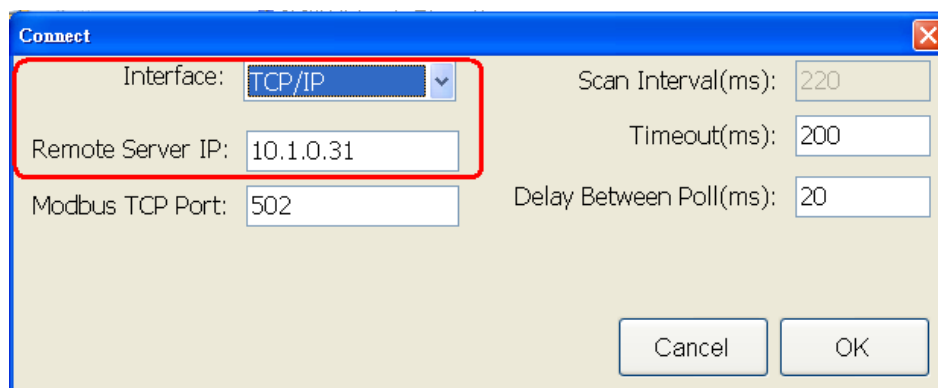 Connect
Interface: TCP/IP
Scan Interval(ms): 220
Remote Server IP: 10.1.0.31
Timeout(ms): 200
Modbus TCP Port: 502
Delay Between Poll(ms): 20
Cancel
OK